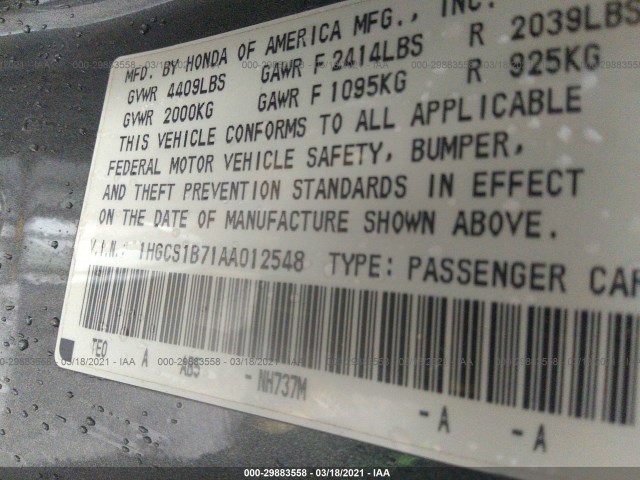 MFD. BY HONDA OF AMERICA MFG., INC.
GVWR 4409LBS GAWR F 2414LBS R 2039LBS
GVWR 2000KG GAWR F 1095KG R 925KG
THIS VEHICLE CONFORMS TO ALL APPLICABLE
FEDERAL MOTOR VEHICLE SAFETY, BUMPER,
AND THEFT PREVENTION STANDARDS IN EFFECT
ON THE DATE OF MANUFACTURE SHOWN ABOVE.
V.I.N.: 1HGCS1B71AA012548 TYPE: PASSENGER CAR
TE0 A AB5 - NH737M - A - A
000-29883558 - 03/18/2021 - IAA